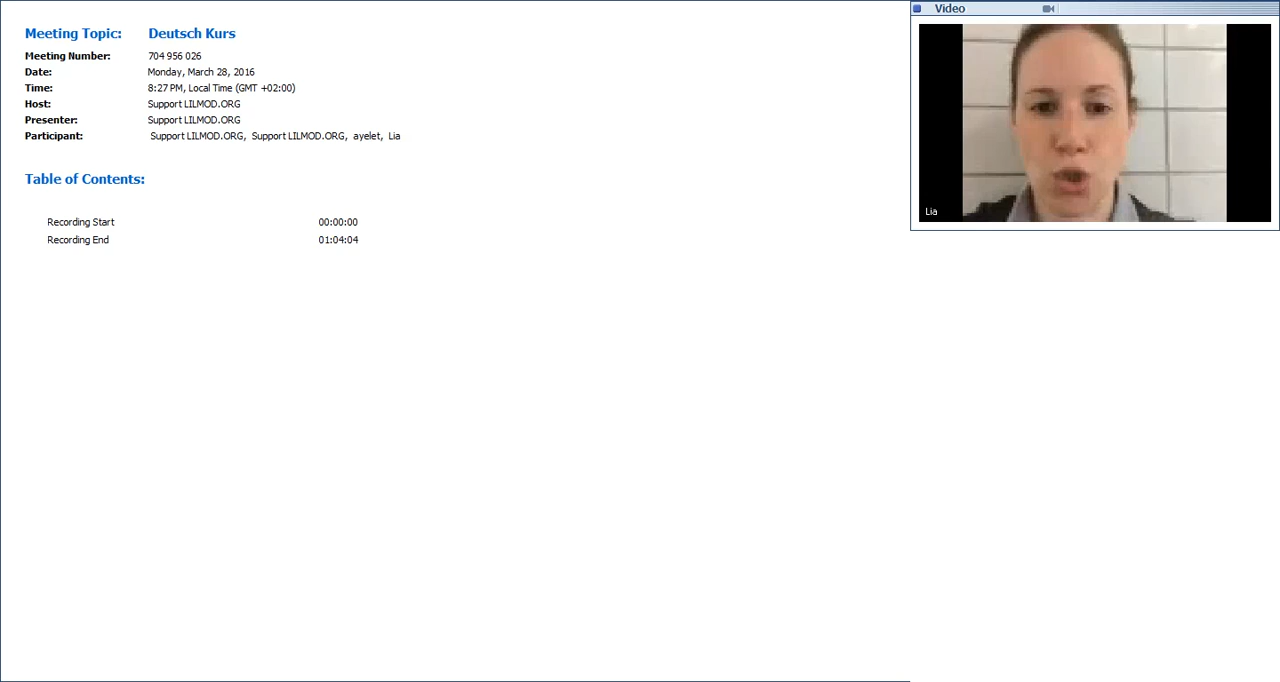 Meeting Topic: Deutsch Kurs
Meeting Number: 704 956 026
Date: Monday, March 28, 2016
Time: 8:27 PM, Local Time (GMT +02:00)
Host: Support LILMOD.ORG
Presenter: Support LILMOD.ORG
Participant: Support LILMOD.ORG, Support LILMOD.ORG, ayelet, Lia
Table of Contents:
Recording Start 00:00:00
Recording End 01:04:04
Video
Lia